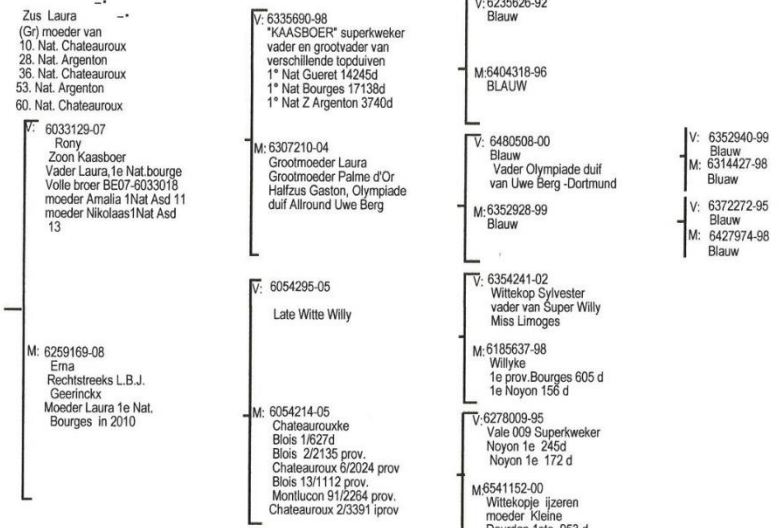 Zus Laura
(Gr) moeder van
10. Nat. Chateauroux
28. Nat. Argenton
36. Nat. Chateauroux
53. Nat. Argenton
60. Nat. Chateauroux
V: 6033129-07
Rony
Zoon Kaasboer
Vader Laura,1e Nat.bourge
Volle broer BE07-6033018
moeder Amalia 1Nat Asd 11
moeder Nikolaas1Nat Asd
13
M: 6259169-08
Erna
Rechtstreeks L.B.J.
Geerinckx
Moeder Laura 1e Nat.
Bourges in 2010
V: 6335690-98
"KAASBOER" superkweker
vader en grootvader van
verschillende topduiven
1° Nat Gueret 14245d
1° Nat Bourges 17138d
1° Nat Z Argenton 3740d
M: 6307210-04
Grootmoeder Laura
Grootmoeder Palme d'Or
Halfzus Gaston, Olympiade
duif Allround Uwe Berg
V: 6054295-05
Late Witte Willy
M: 6054214-05
Chateaurouxke
Blois 1/627d
Blois 2/2135 prov.
Chateauroux 6/2024 prov
Blois 13/1112 prov.
Montlucon 91/2264 prov.
Chateauroux 2/3391 iprov
V:6235626-92
Blauw
M:6404318-96
BLAUW
V: 6480508-00
Blauw
Vader Olympiade duif
van Uwe Berg -Dortmund
M:6352928-99
Blauw
V: 6354241-02
Wittekop Sylvester
vader van Super Willy
Miss Limoges
M:6185637-98
Willyke
1e prov.Bourges 605 d
1e Noyon 156 d
V:6278009-95
Vale 009 Superkweker
Noyon 1e 245d
Noyon 1e 172 d
M:6541152-00
Wittekopje ijzeren
moeder Kleine
Dourdan 1ste 953 d
V: 6352940-99
Blauw
M: 6314427-98
Bluaw
V: 6372272-95
Blauw
M: 6427974-98
Blauw